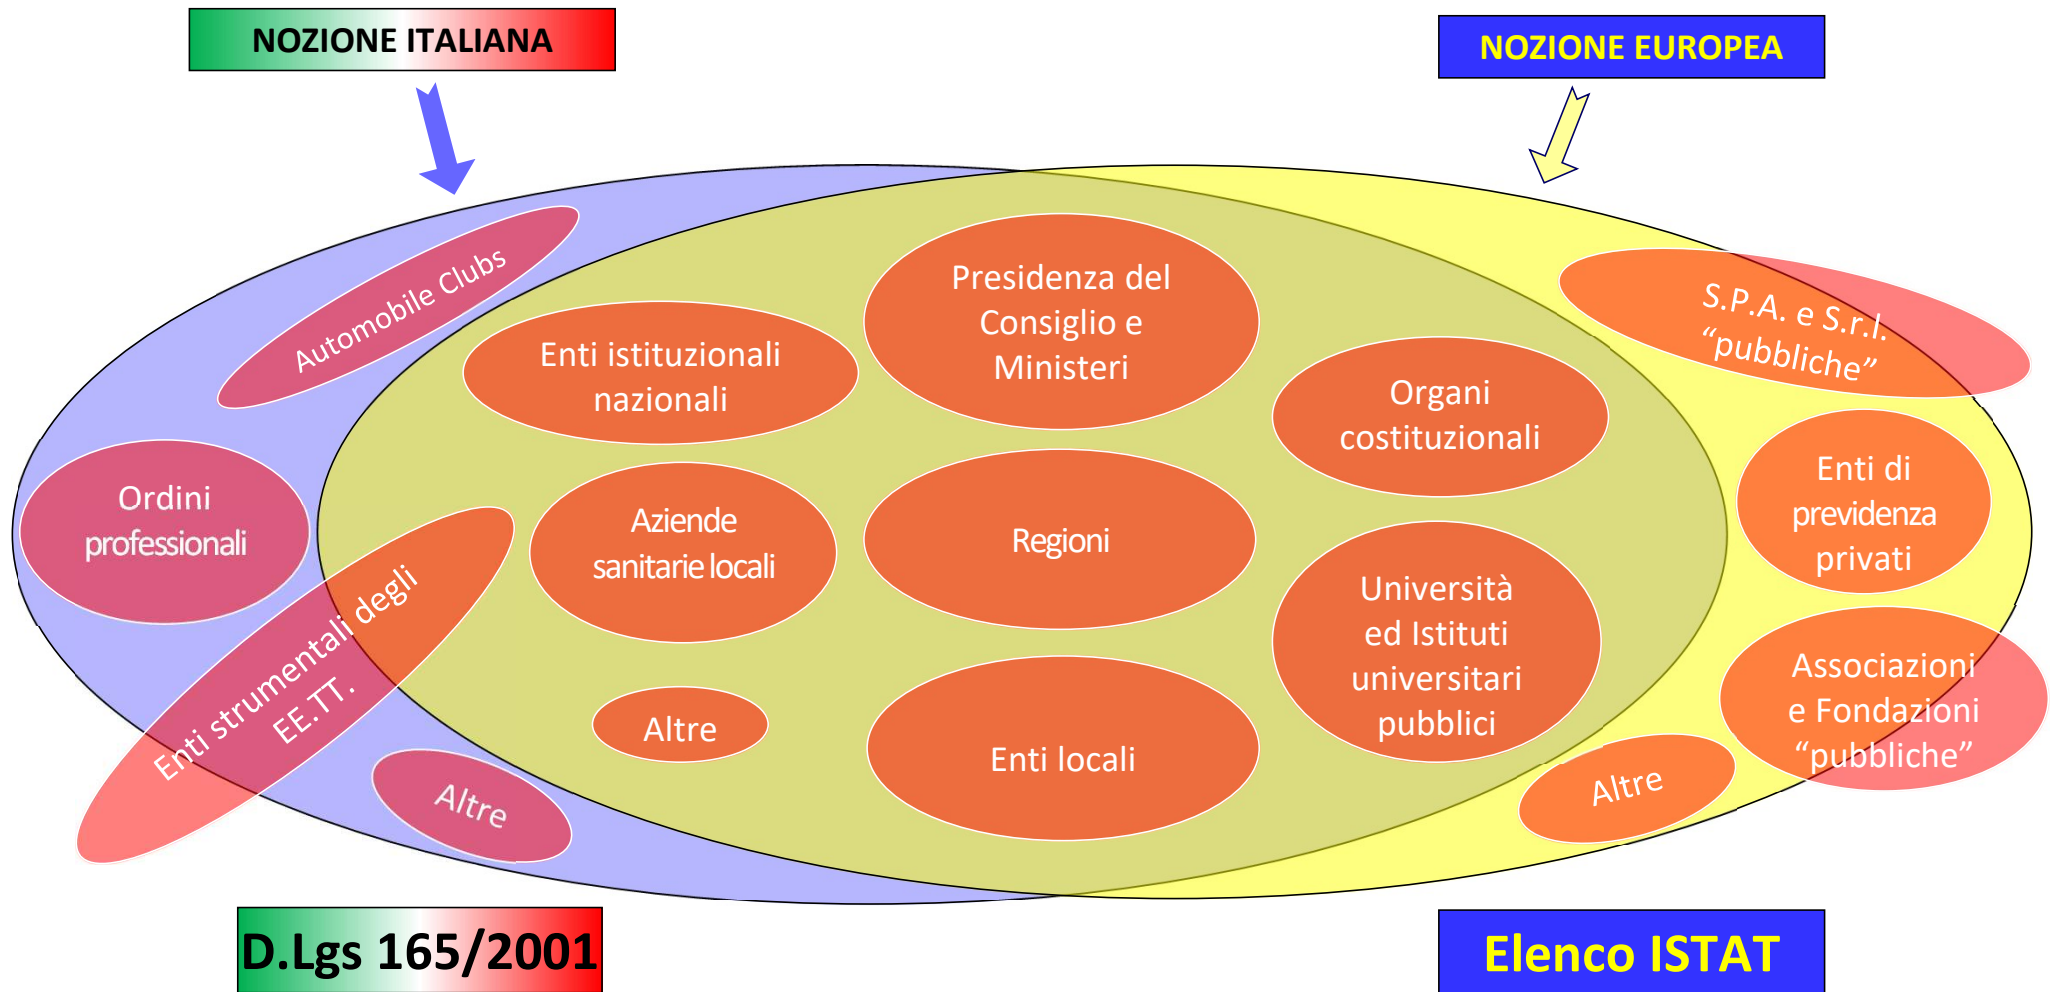 NOZIONE ITALIANA
NOZIONE EUROPEA
Automobile Clubs
Presidenza del
Consiglio e
Ministeri
S.P.A. e S.r.l.
“pubbliche”
Enti istituzionali
nazionali
Organi
costituzionali
Ordini
professionali
Aziende
sanitarie locali
Regioni
Enti di
previdenza
privati
Enti strumentali degli
EE.TT.
Università
ed Istituti
universitari
pubblici
Associazioni
e Fondazioni
“pubbliche”
Altre
Altre
Enti locali
Altre
D.Lgs 165/2001
Elenco ISTAT